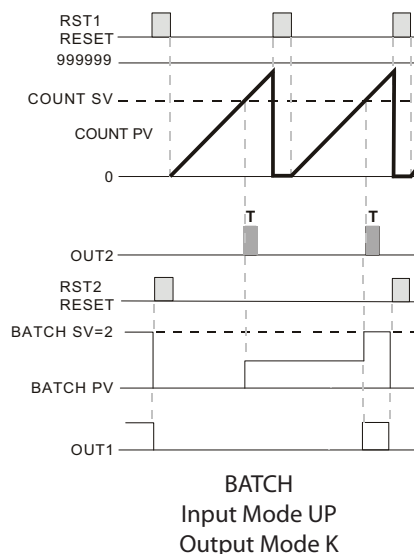 RST1
RESET
999999
COUNT SV
COUNT PV
0
T T
OUT2
RST2
RESET
BATCH SV=2
BATCH PV
OUT1
BATCH
Input Mode UP
Output Mode K